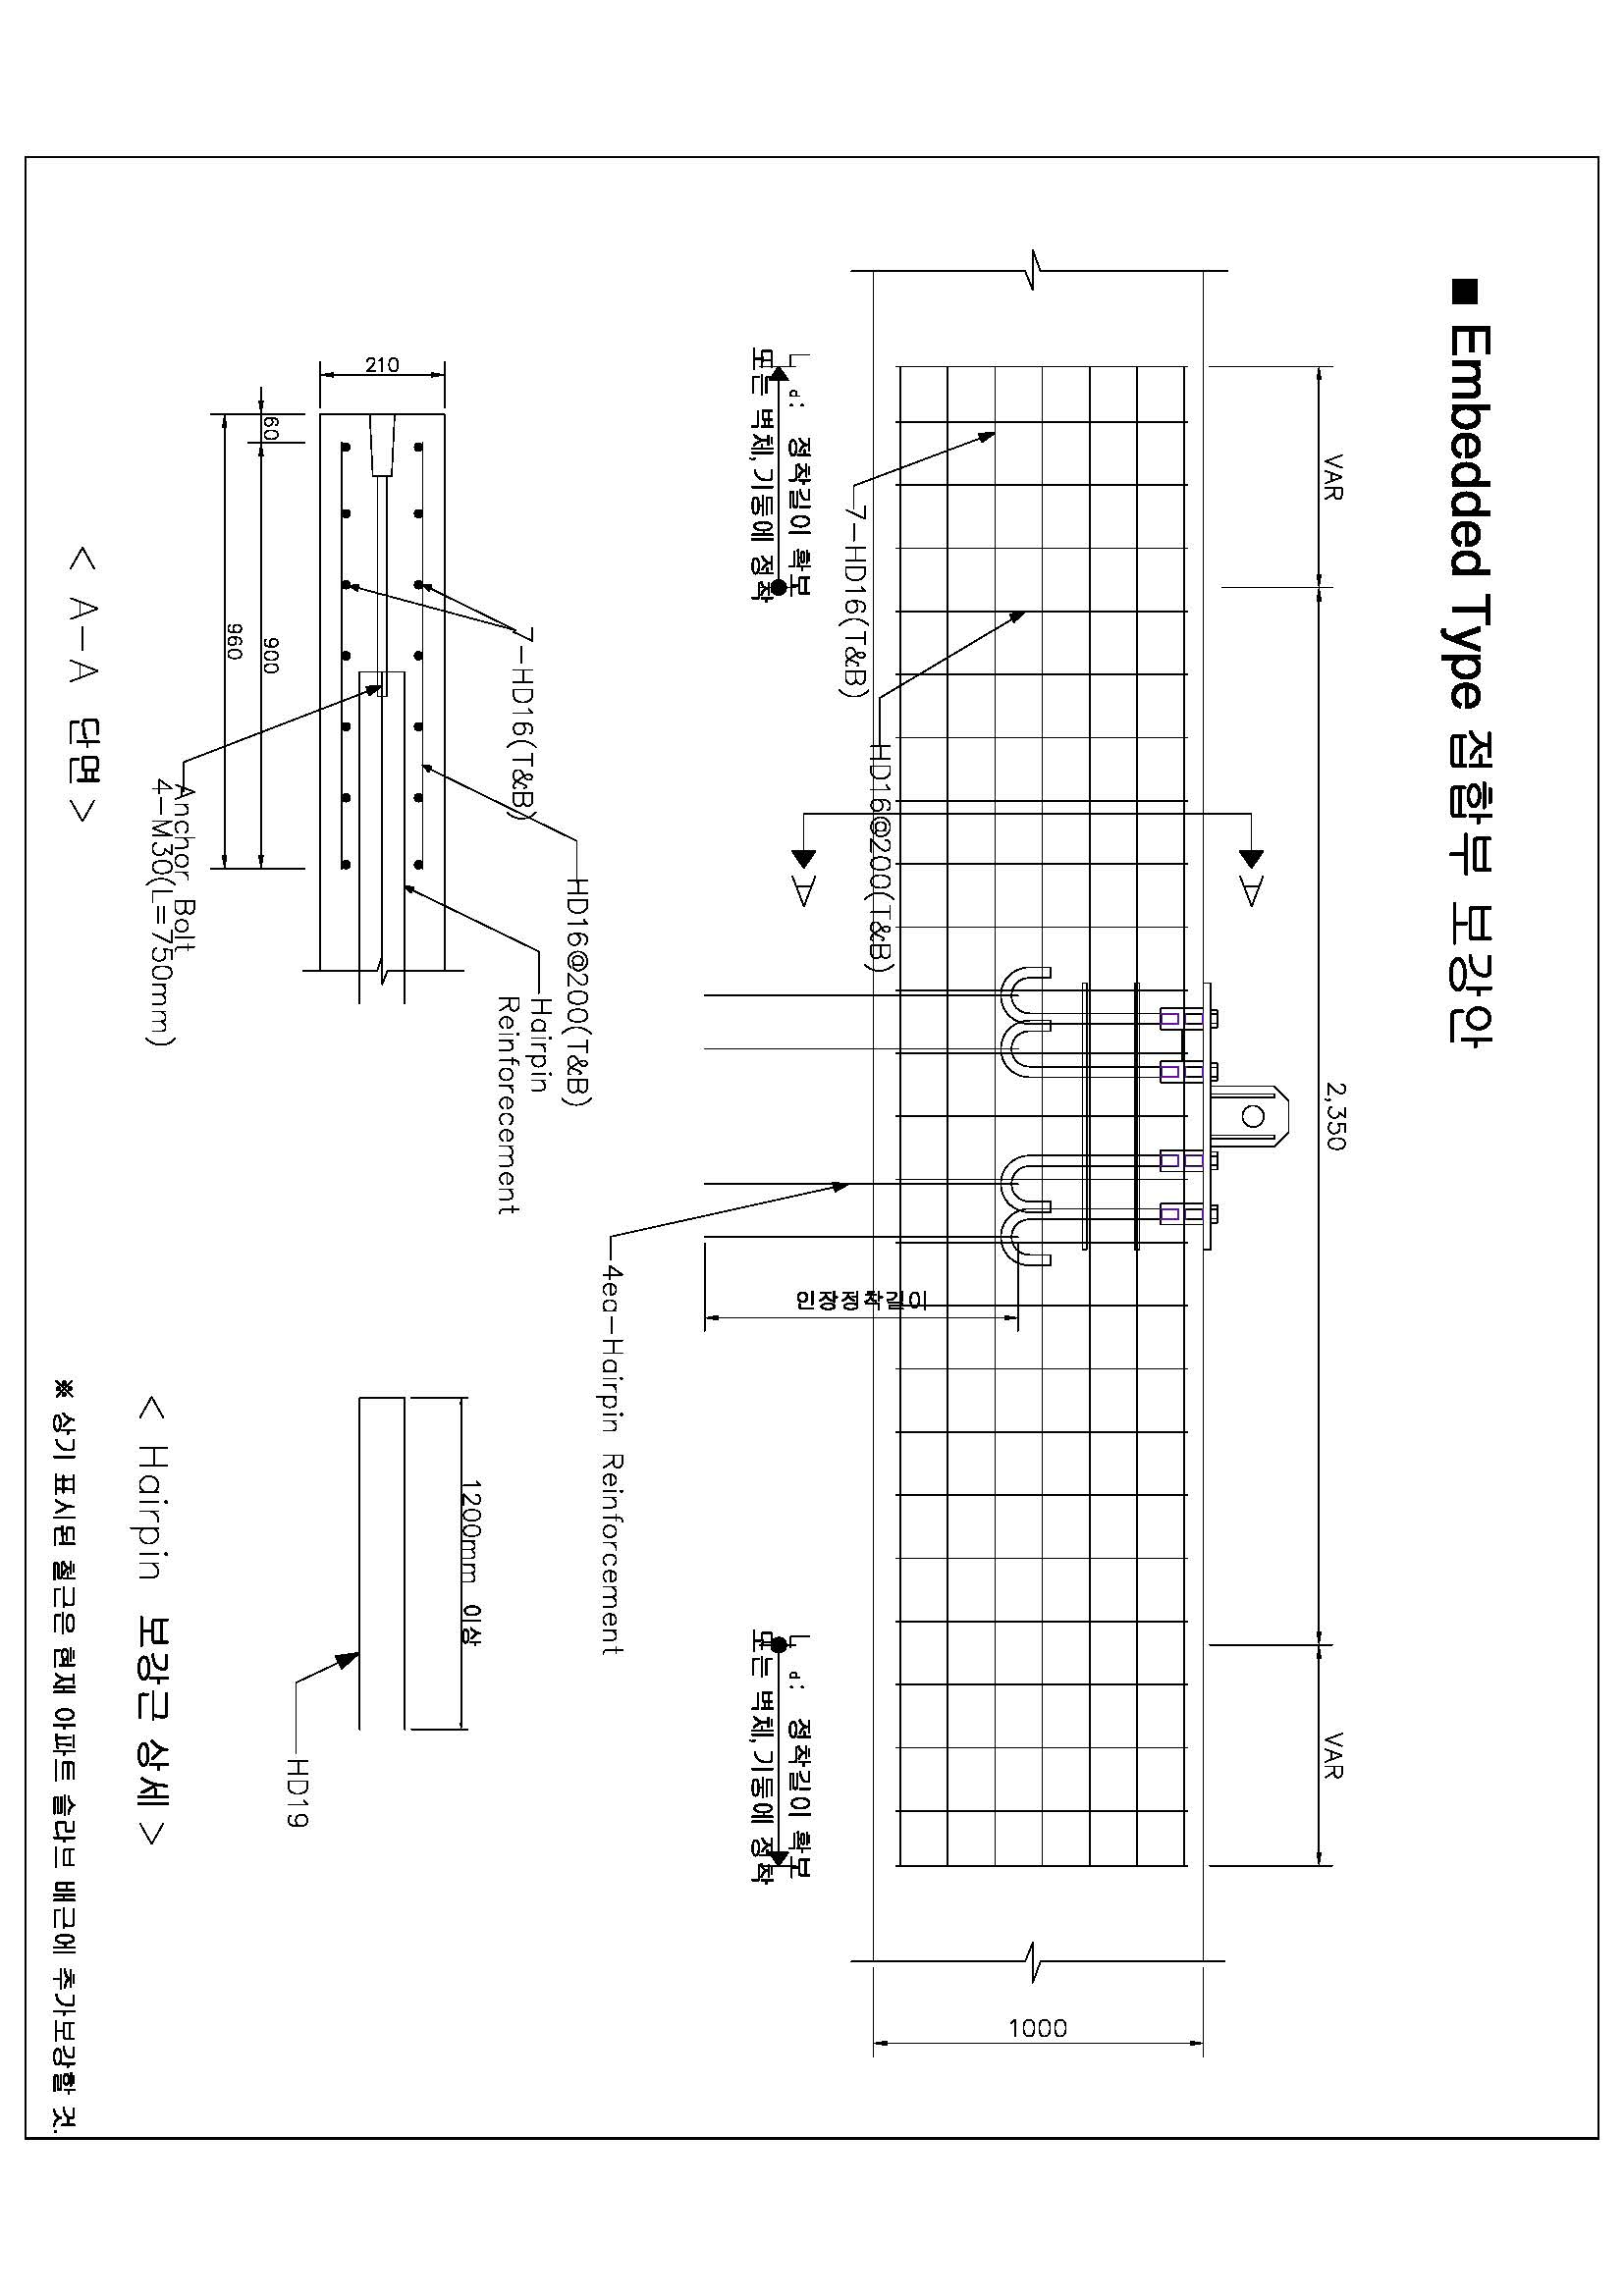 ■ Embedded Type 접합부 보강안
VAR
2,350
VAR
A
A
1000
7-HD16(T&B)
HD16@200(T&B)
Ld: 정착길이 확보
또는 벽체,기둥에 정착
인장정착길이
Ld: 정착길이 확보
또는 벽체,기둥에 정착
4ea-Hairpin Reinforcement
210
60
900
960
7-HD16(T&B)
HD16@200(T&B)
Hairpin
Reinforecement
Anchor Bolt
4-M30(L=750mm)
< A-A 단면>
1200mm 이상
HD19
< Hairpin 보강근 상세>
※ 상기 표시된 철근은 현재 아파트 슬라브 배근에 추가보강할 것.